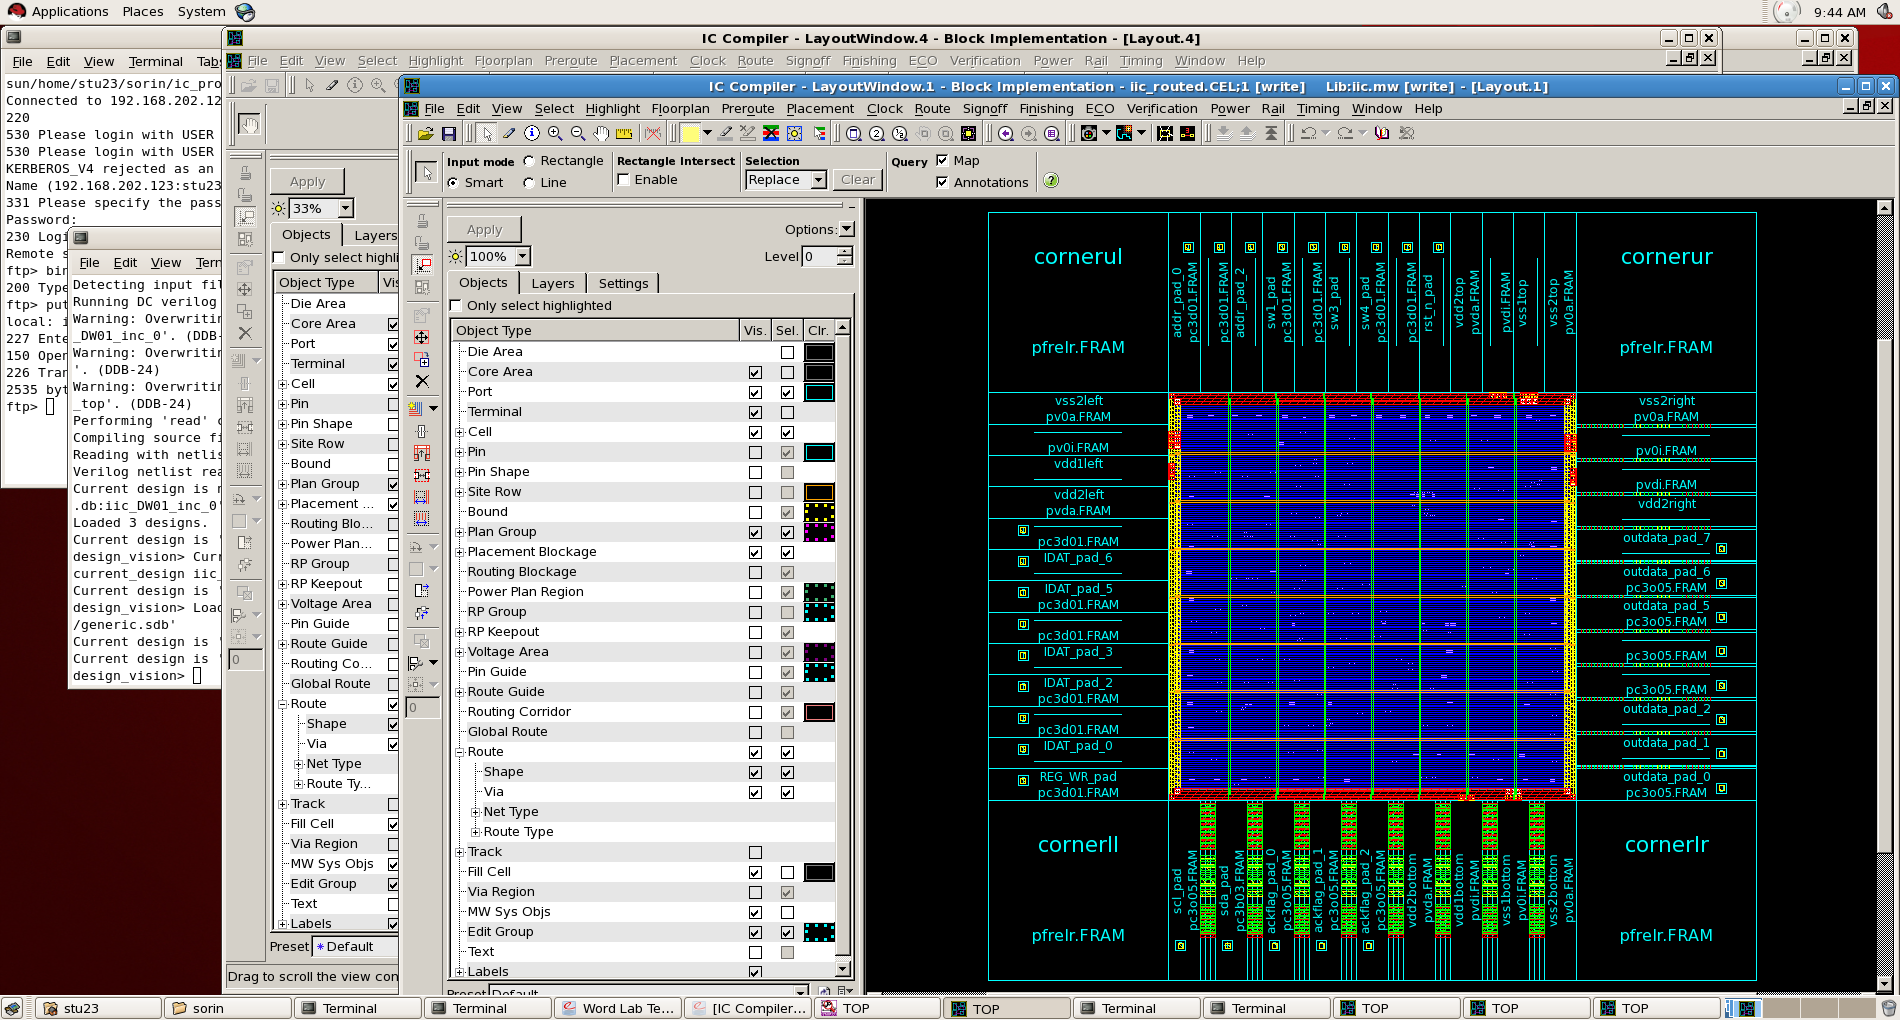 Applications Places System 9:44 AM
IC Compiler - LayoutWindow.4 - Block Implementation - [Layout.4]
File Edit View Terminal Tabs
File Edit View Select Highlight Floorplan Preroute Placement Clock Route Signoff Finishing ECO Verification Power Rail Timing Window Help
sun/home/stu23/sorin/ic_pro
Connected to 192.168.202.12
220
530 Please login with USER
530 Please login with USER
KERBEROS_V4 rejected as an
Name (192.168.202.123:stu23
331 Please specify the pass
Password:
230 Logi
Remote s
ftp> bin
200 Type
ftp> put
local: i
227 Ente
150 Open
226 Tran
2535 byt
ftp>
File Edit View Tern
Detecting input fil
Running DC verilog
Warning: Overwritin
_DW01_inc_0'. (DDB-
Warning: Overwritin
'. (DDB-24)
Warning: Overwritin
_top'. (DDB-24)
Performing 'read' c
Compiling source fi
Reading with netlis
Verilog netlist rea
Current design is n
.db:iic_DW01_inc_0'
Loaded 3 designs.
Current design is '
design_vision> Curr
current_design iic_
Current design is '
design_vision> Load
/generic.sdb'
Current design is '
Current design is '
design_vision>
Apply
33%
Objects Layers
Only select highli
Object Type Vis
Die Area
Core Area
Port
Terminal
Cell
Pin
Pin Shape
Site Row
Bound
Plan Group
Placement ...
Routing Blo...
Power Plan...
RP Group
RP Keepout
Voltage Area
Pin Guide
Route Guide
Routing Co...
Global Route
Route
Shape
Via
Net Type
Route Ty...
Track
Fill Cell
Via Region
MW Sys Objs
Edit Group
Text
Labels
Preset Default
Drag to scroll the view con
0
IC Compiler - LayoutWindow.1 - Block Implementation - iic_routed.CEL;1 [write] Lib:iic.mw [write] - [Layout.1]
File Edit View Select Highlight Floorplan Preroute Placement Clock Route Signoff Finishing ECO Verification Power Rail Timing Window Help
Input mode Rectangle Smart Line
Rectangle Intersect Enable
Selection Replace Clear
Query Map Annotations
Apply Options:
100% Level 0
Objects Layers Settings
Only select highlighted
Object Type Vis. Sel. Clr.
Die Area
Core Area
Port
Terminal
Cell
Pin
Pin Shape
Site Row
Bound
Plan Group
Placement Blockage
Routing Blockage
Power Plan Region
RP Group
RP Keepout
Voltage Area
Pin Guide
Route Guide
Routing Corridor
Global Route
Route
Shape
Via
Net Type
Route Type
Track
Fill Cell
Via Region
MW Sys Objs
Edit Group
Text
Labels
Preset Default
0
cornerul
pfrelr.FRAM
addr_pad_0
pc3d01.FRAM
pc3d01.FRAM
addr_pad_2
sw1_pad
pc3d01.FRAM
pc3d01.FRAM
sw3_pad
sw4_pad
pc3d01.FRAM
pc3d01.FRAM
rst_n_pad
vdd2top
pvda.FRAM
pvdi.FRAM
vss1top
vss2top
pv0a.FRAM
cornerur
pfrelr.FRAM
vss2left
pv0a.FRAM
pv0i.FRAM
vdd1left
vdd2left
pvda.FRAM
pc3d01.FRAM
IDAT_pad_6
IDAT_pad_5
pc3d01.FRAM
pc3d01.FRAM
IDAT_pad_3
IDAT_pad_2
pc3d01.FRAM
pc3d01.FRAM
IDAT_pad_0
REG_WR_pad
pc3d01.FRAM
vss2right
pv0a.FRAM
pv0i.FRAM
pvdi.FRAM
vdd2right
outdata_pad_7
outdata_pad_6
pc3o05.FRAM
outdata_pad_5
pc3o05.FRAM
pc3o05.FRAM
pc3o05.FRAM
outdata_pad_2
outdata_pad_1
outdata_pad_0
pc3o05.FRAM
cornerll
pfrelr.FRAM
scl_pad
pc3o05.FRAM
sda_pad
pc3b03.FRAM
ackflag_pad_0
pc3o05.FRAM
ackflag_pad_1
pc3o05.FRAM
ackflag_pad_2
pc3o05.FRAM
vdd2bottom
pvda.FRAM
vdd1bottom
pvdi.FRAM
vss1bottom
pv0i.FRAM
vss2bottom
pv0a.FRAM
cornerlr
pfrelr.FRAM
stu23 sorin Terminal Terminal Word Lab Te... [IC Compiler... TOP TOP Terminal Terminal TOP TOP TOP